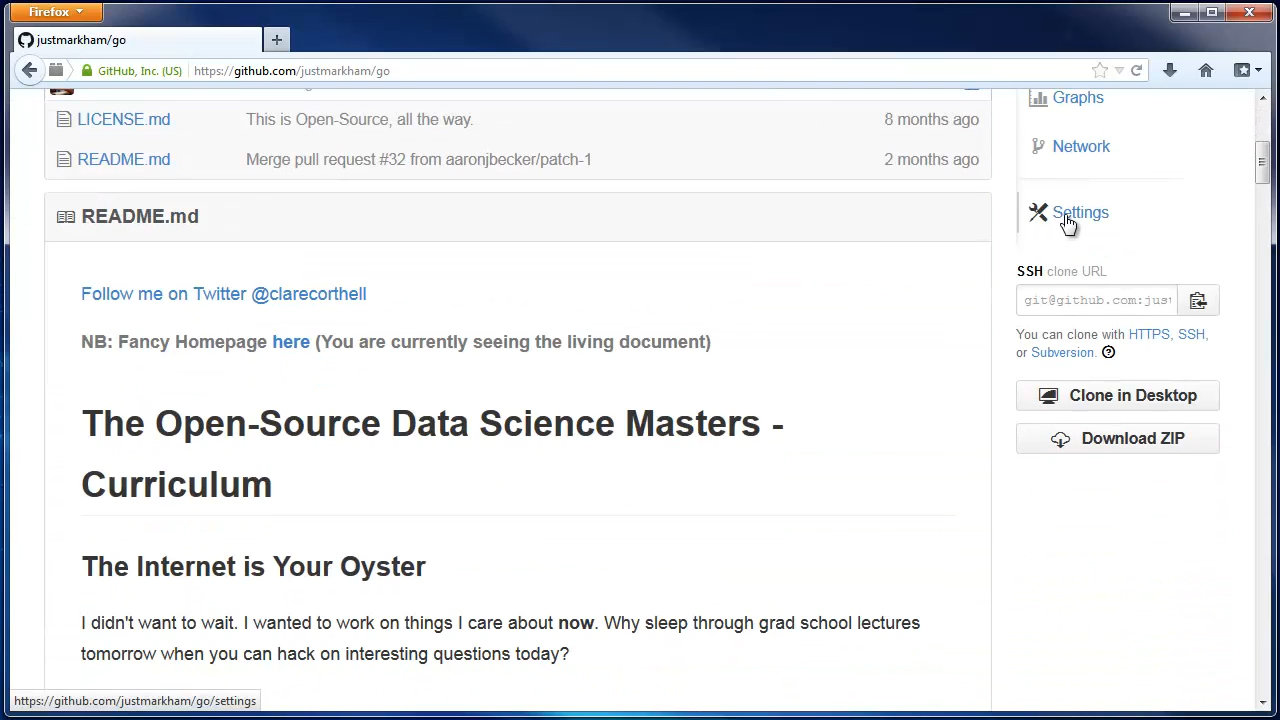 Firefox
justmarkham/go
GitHub, Inc. (US)
https://github.com/justmarkham/go
LICENSE.md
This is Open-Source, all the way.
8 months ago
README.md
Merge pull request #32 from aaronjbecker/patch-1
2 months ago
README.md
Follow me on Twitter @clarecorthell
NB: Fancy Homepage here (You are currently seeing the living document)
The Open-Source Data Science Masters -
Curriculum
The Internet is Your Oyster
I didn't want to wait. I wanted to work on things I care about now. Why sleep through grad school lectures
tomorrow when you can hack on interesting questions today?
Graphs
Network
Settings
SSH clone URL
git@github.com:just
You can clone with HTTPS, SSH,
or Subversion.
Clone in Desktop
Download ZIP
https://github.com/justmarkham/go/settings